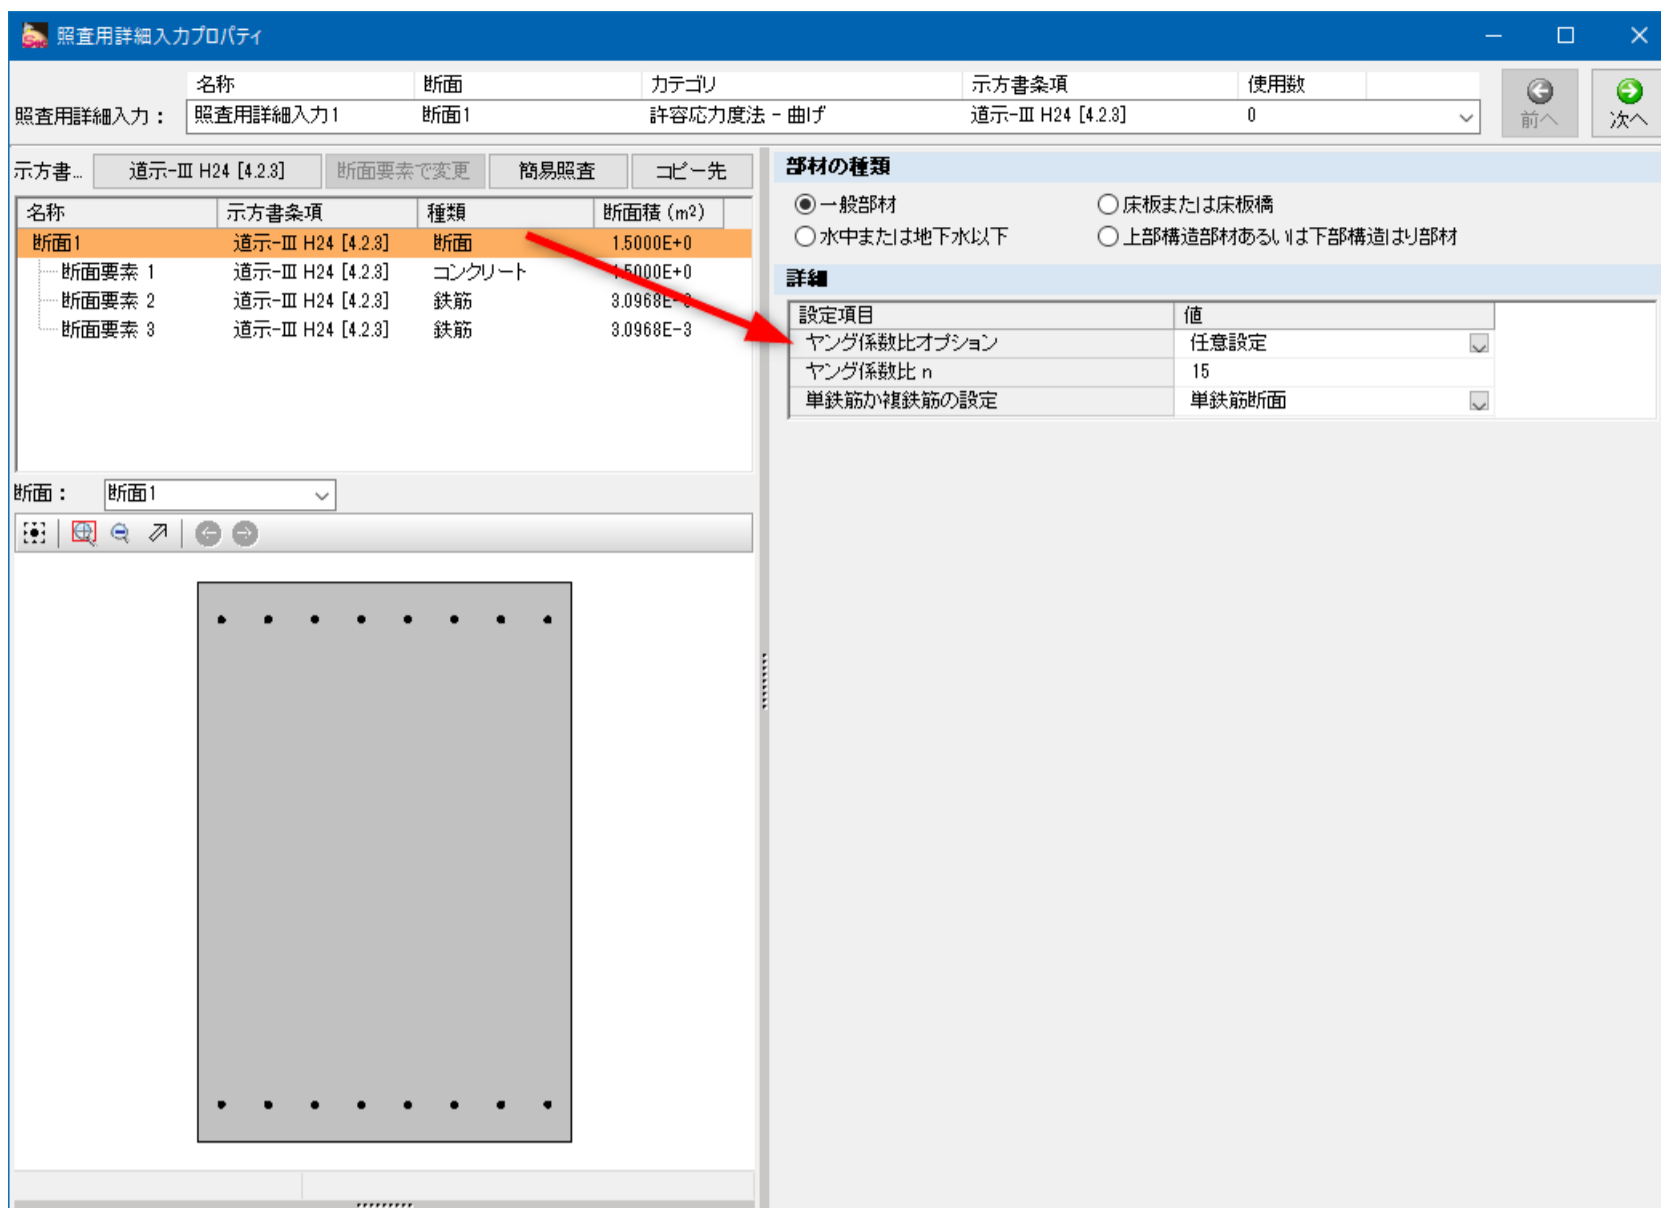 照査用詳細入力プロパティ
名称 断面 カテゴリ 示方書条項 使用数
照査用詳細入力： 照査用詳細入力1 断面1 許容応力度法 - 曲げ 道示-Ⅲ H24 [4.2.3] 0
前へ 次へ
示方書... 道示-Ⅲ H24 [4.2.3] 断面要素で変更 簡易照査 コピー先
名称 示方書条項 種類 断面積 (m2)
断面1 道示-Ⅲ H24 [4.2.3] 断面 1.5000E+0
断面要素 1 道示-Ⅲ H24 [4.2.3] コンクリート 1.5000E+0
断面要素 2 道示-Ⅲ H24 [4.2.3] 鉄筋 3.0968E-3
断面要素 3 道示-Ⅲ H24 [4.2.3] 鉄筋 3.0968E-3
断面： 断面1
部材の種類
一般部材 床板または床板橋
水中または地下水以下 上部構造部材あるいは下部構造はり部材
詳細
設定項目 値
ヤング係数比オプション 任意設定
ヤング係数比 n 15
単鉄筋か複鉄筋の設定 単鉄筋断面